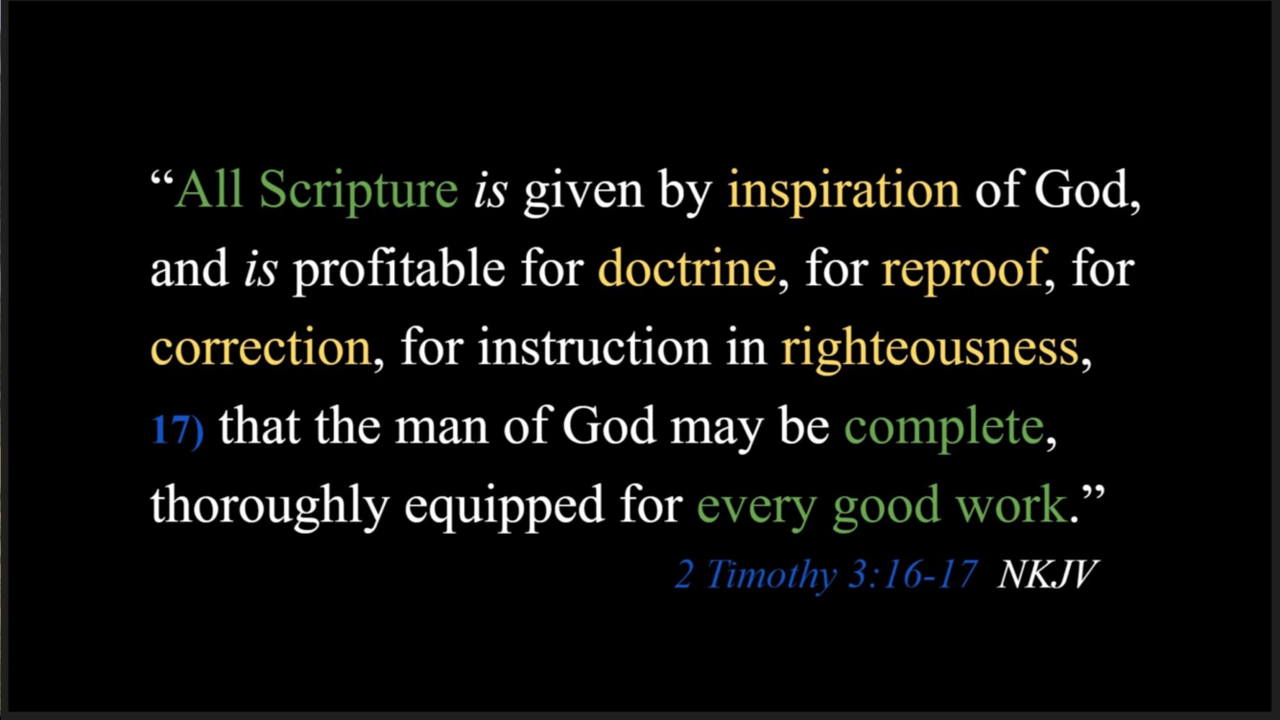 “All Scripture is given by inspiration of God,
and is profitable for doctrine, for reproof, for
correction, for instruction in righteousness,
17) that the man of God may be complete,
thoroughly equipped for every good work.”
2 Timothy 3:16-17 NKJV